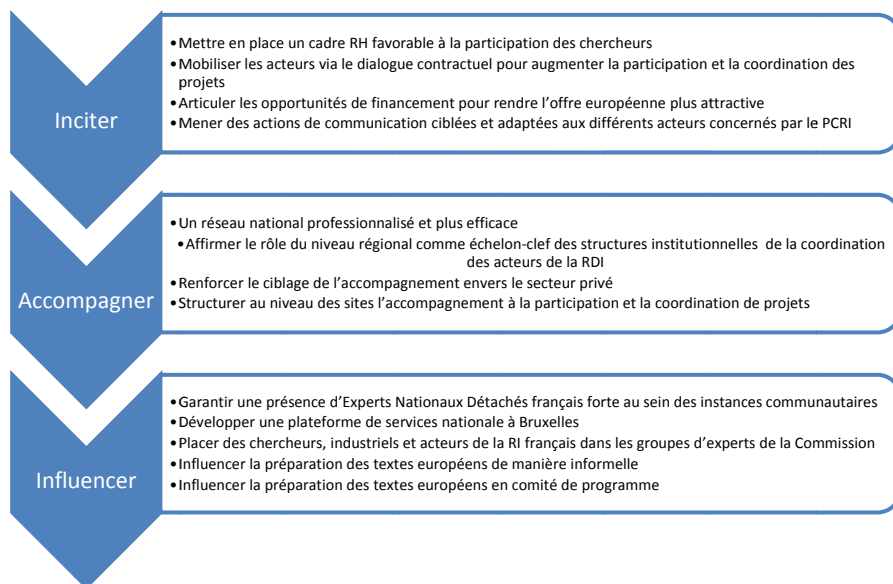 Inciter
•Mettre en place un cadre RH favorable à la participation des chercheurs
•Mobiliser les acteurs via le dialogue contractuel pour augmenter la participation et la coordination des
projets
•Articuler les opportunités de financement pour rendre l’offre européenne plus attractive
•Mener des actions de communication ciblées et adaptées aux différents acteurs concernés par le PCRI
Accompagner
•Un réseau national professionnalisé et plus efficace
•Affirmer le rôle du niveau régional comme échelon-clef des structures institutionnelles de la coordination
des acteurs de la RDI
•Renforcer le ciblage de l’accompagnement envers le secteur privé
•Structurer au niveau des sites l’accompagnement à la participation et la coordination de projets
Influencer
•Garantir une présence d’Experts Nationaux Détachés français forte au sein des instances communautaires
•Développer une plateforme de services nationale à Bruxelles
•Placer des chercheurs, industriels et acteurs de la RI français dans les groupes d’experts de la Commission
•Influencer la préparation des textes européens de manière informelle
•Influencer la préparation des textes européens en comité de programme